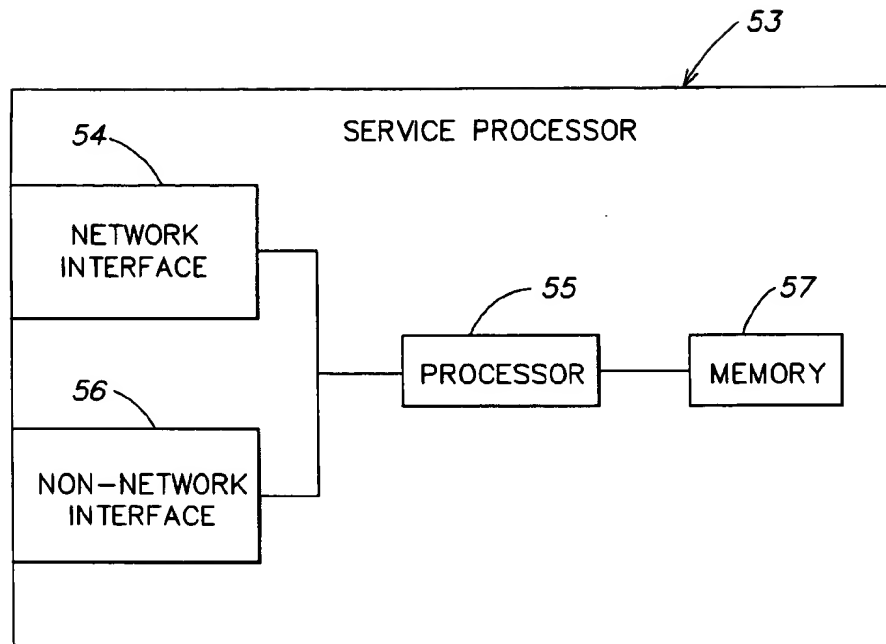 53
SERVICE PROCESSOR
54
NETWORK
INTERFACE
55
PROCESSOR
57
MEMORY
56
NON-NETWORK
INTERFACE